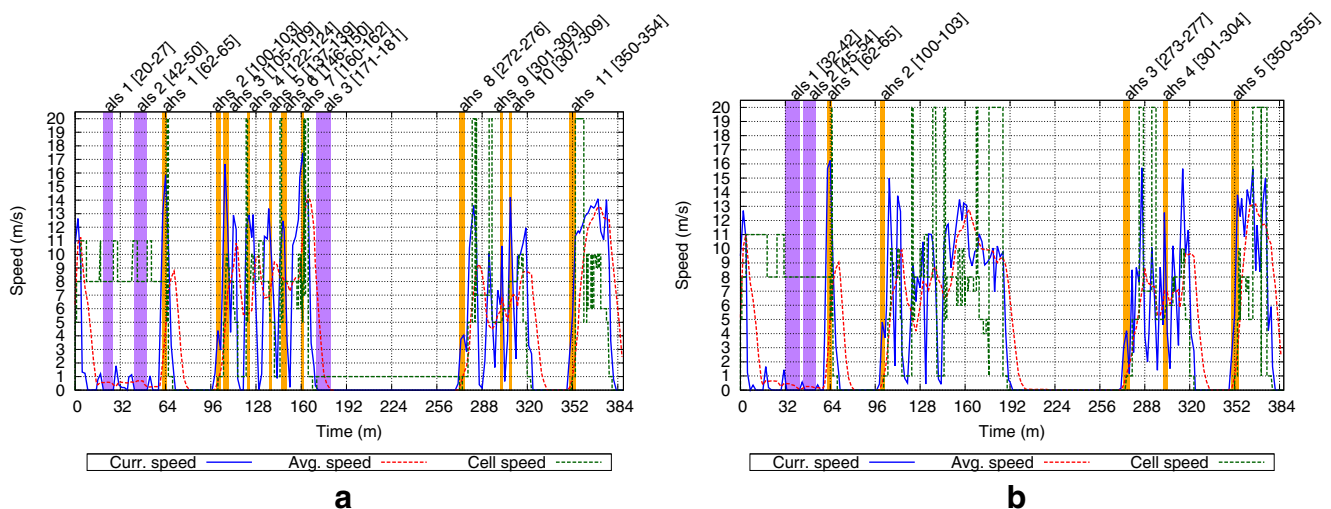 als 1 [20-27]
als 2 [42-50]
ahs 1 [62-65]
ahs 2 [100-103]
ahs 3 [105-109]
ahs 4 [122-124]
ahs 5 [137-139]
ahs 6 [146-150]
ahs 7 [160-162]
als 3 [171-181]
ahs 8 [272-276]
ahs 9 [301-303]
ahs 10 [307-309]
ahs 11 [350-354]
20
19
18
17
16
15
14
13
12
11
10
9
8
7
6
5
4
3
2
1
0
Speed (m/s)
0 32 64 96 128 160 192 224 256 288 320 352 384
Time (m)
Curr. speed Avg. speed Cell speed
a
als 1 [32-42]
als 2 [45-54]
ahs 1 [62-65]
ahs 2 [100-103]
ahs 3 [273-277]
ahs 4 [301-304]
ahs 5 [350-355]
20
19
18
17
16
15
14
13
12
11
10
9
8
7
6
5
4
3
2
1
0
Speed (m/s)
0 32 64 96 128 160 192 224 256 288 320 352 384
Time (m)
Curr. speed Avg. speed Cell speed
b